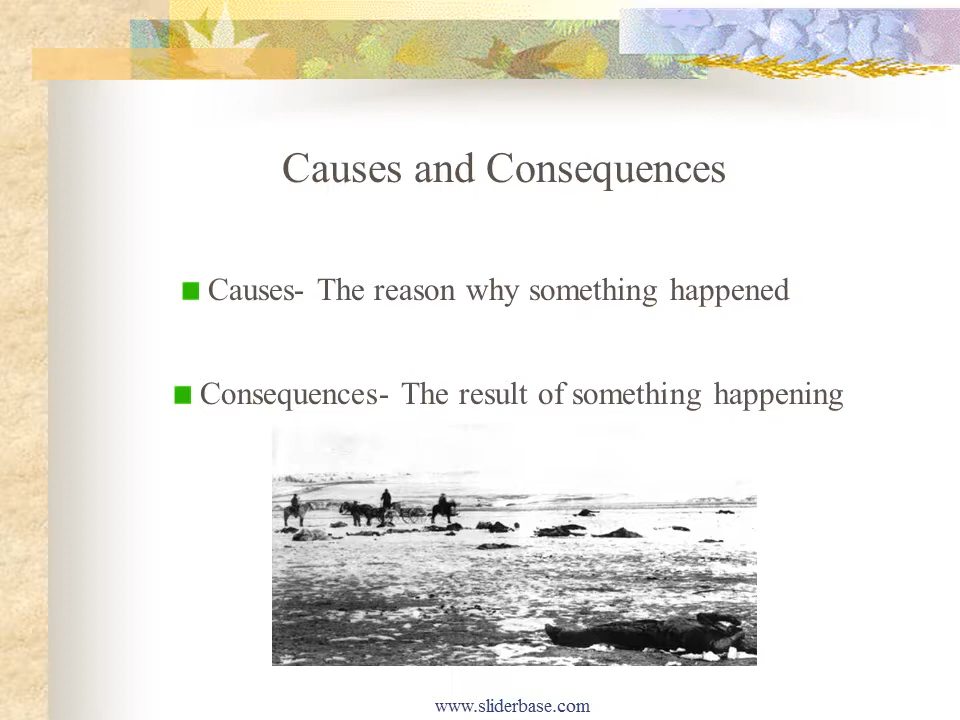 Causes and Consequences
Causes- The reason why something happened
Consequences- The result of something happening
www.sliderbase.com